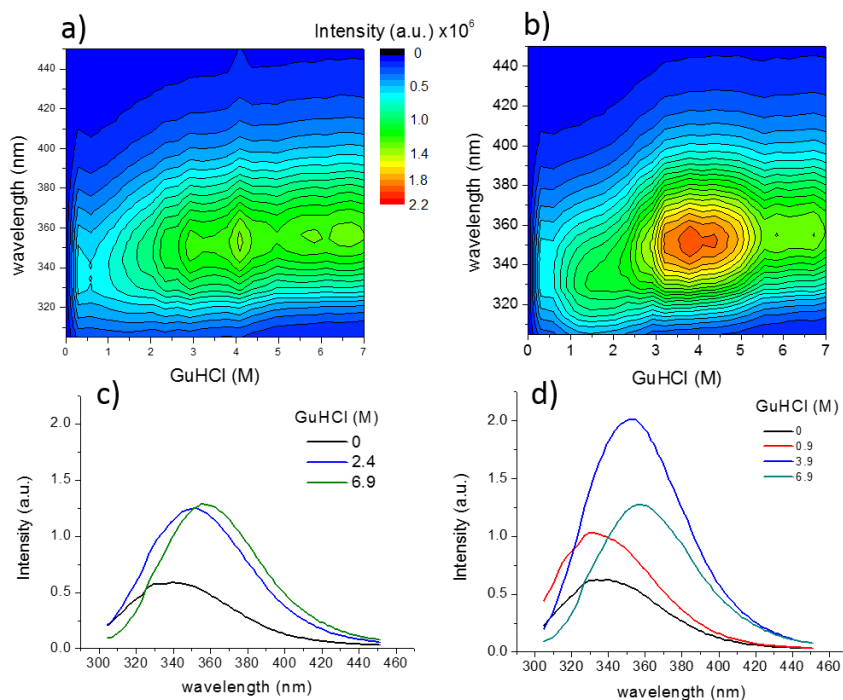 a)
Intensity (a.u.) x10⁶
0
0.5
1.0
1.4
1.8
2.2
wavelength (nm)
440
420
400
380
360
340
320
0 1 2 3 4 5 6 7
GuHCl (M)
b)
wavelength (nm)
440
420
400
380
360
340
320
0 1 2 3 4 5 6 7
GuHCl (M)
c)
GuHCl (M)
0
2.4
6.9
Intensity (a.u.)
2.0
1.5
1.0
0.5
0.0
300 320 340 360 380 400 420 440 460
wavelength (nm)
d)
GuHCl (M)
0
0.9
3.9
6.9
Intensity (a.u.)
2.0
1.5
1.0
0.5
0.0
300 320 340 360 380 400 420 440 460
wavelength (nm)